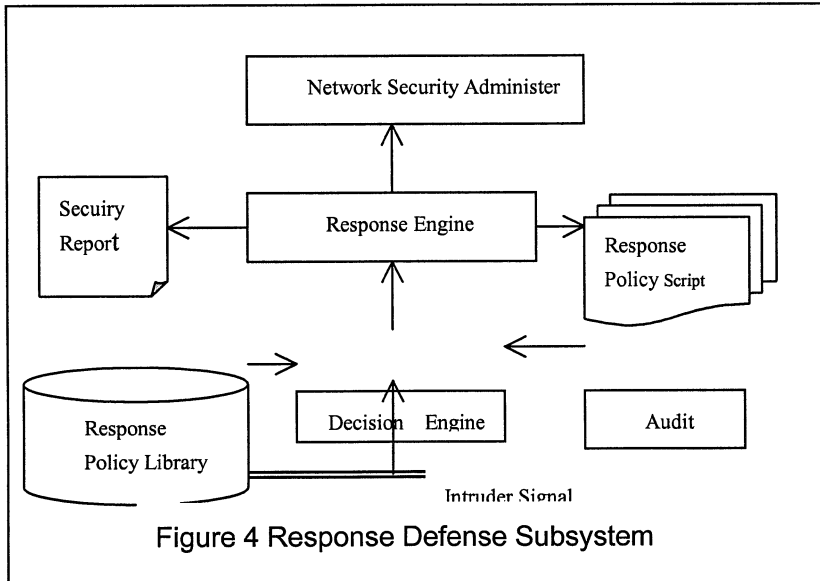 Network Security Administer
Secuiry
Report
Response Engine
Response
Policy Script
Response
Policy Library
Decision Engine
Audit
Intruder Signal
Figure 4 Response Defense Subsystem